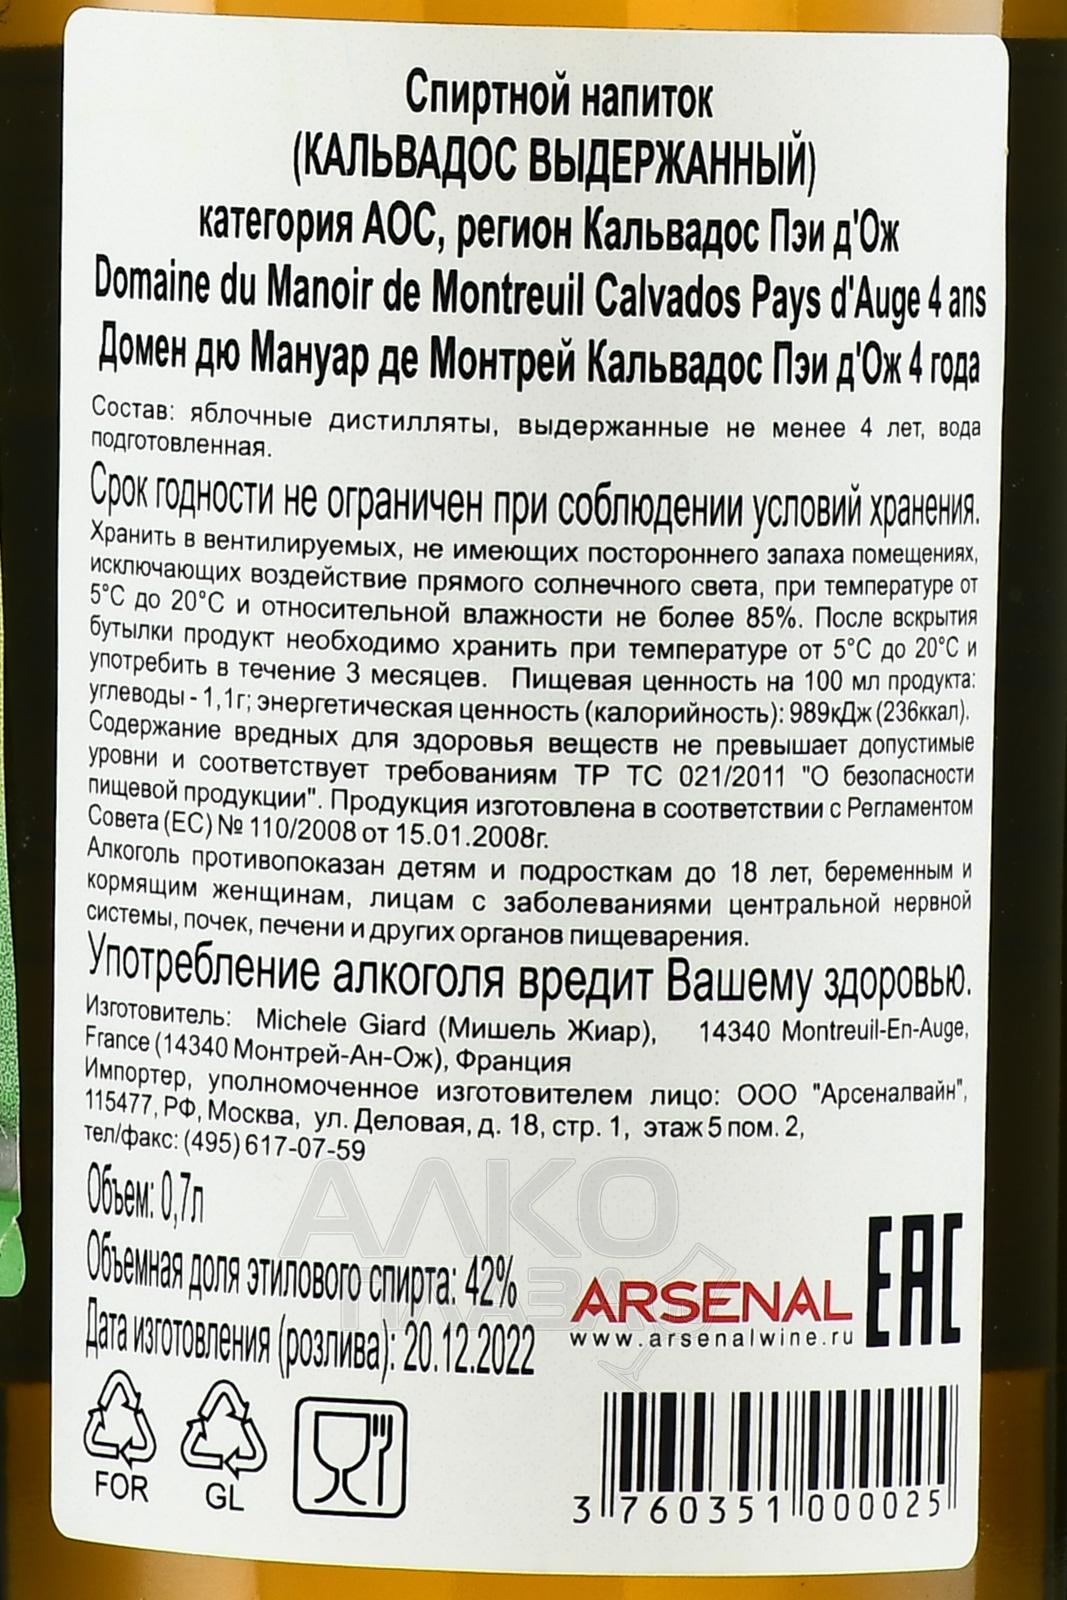 Спиртной напиток
(КАЛЬВАДОС ВЫДЕРЖАННЫЙ)
категория АОС, регион Кальвадос Пэи д'Ож
Domaine du Manoir de Montreuil Calvados Pays d'Auge 4 ans
Домен дю Мануар де Монтрей Кальвадос Пэи д'Ож 4 года
Состав: яблочные дистилляты, выдержанные не менее 4 лет, вода
подготовленная.
Срок годности не ограничен при соблюдении условий хранения.
Хранить в вентилируемых, не имеющих постороннего запаха помещениях,
исключающих воздействие прямого солнечного света, при температуре от
5°С до 20°С и относительной влажности не более 85%. После вскрытия
бутылки продукт необходимо хранить при температуре от 5°С до 20°С и
употребить в течение 3 месяцев. Пищевая ценность на 100 мл продукта:
углеводы - 1,1г; энергетическая ценность (калорийность): 989кДж (236ккал).
Содержание вредных для здоровья веществ не превышает допустимые
уровни и соответствует требованиям ТР ТС 021/2011 "О безопасности
пищевой продукции". Продукция изготовлена в соответствии с Регламентом
Совета (ЕС) № 110/2008 от 15.01.2008г.
Алкоголь противопоказан детям и подросткам до 18 лет, беременным и
кормящим женщинам, лицам с заболеваниями центральной нервной
системы, почек, печени и других органов пищеварения.
Употребление алкоголя вредит Вашему здоровью.
Изготовитель: Michele Giard (Мишель Жиар), 14340 Montreuil-En-Auge,
France (14340 Монтрей-Ан-Ож), Франция
Импортер, уполномоченное изготовителем лицо: ООО "Арсеналвайн",
115477, РФ, Москва, ул. Деловая, д. 18, стр. 1, этаж 5 пом. 2,
тел/факс: (495) 617-07-59
Объем: 0,7л
Объемная доля этилового спирта: 42%
Дата изготовления (розлива): 20.12.2022
АЛКО
ПЛАЗА
ARSENAL
www.arsenalwine.ru
EAC
FOR
GL
3 760351 000025